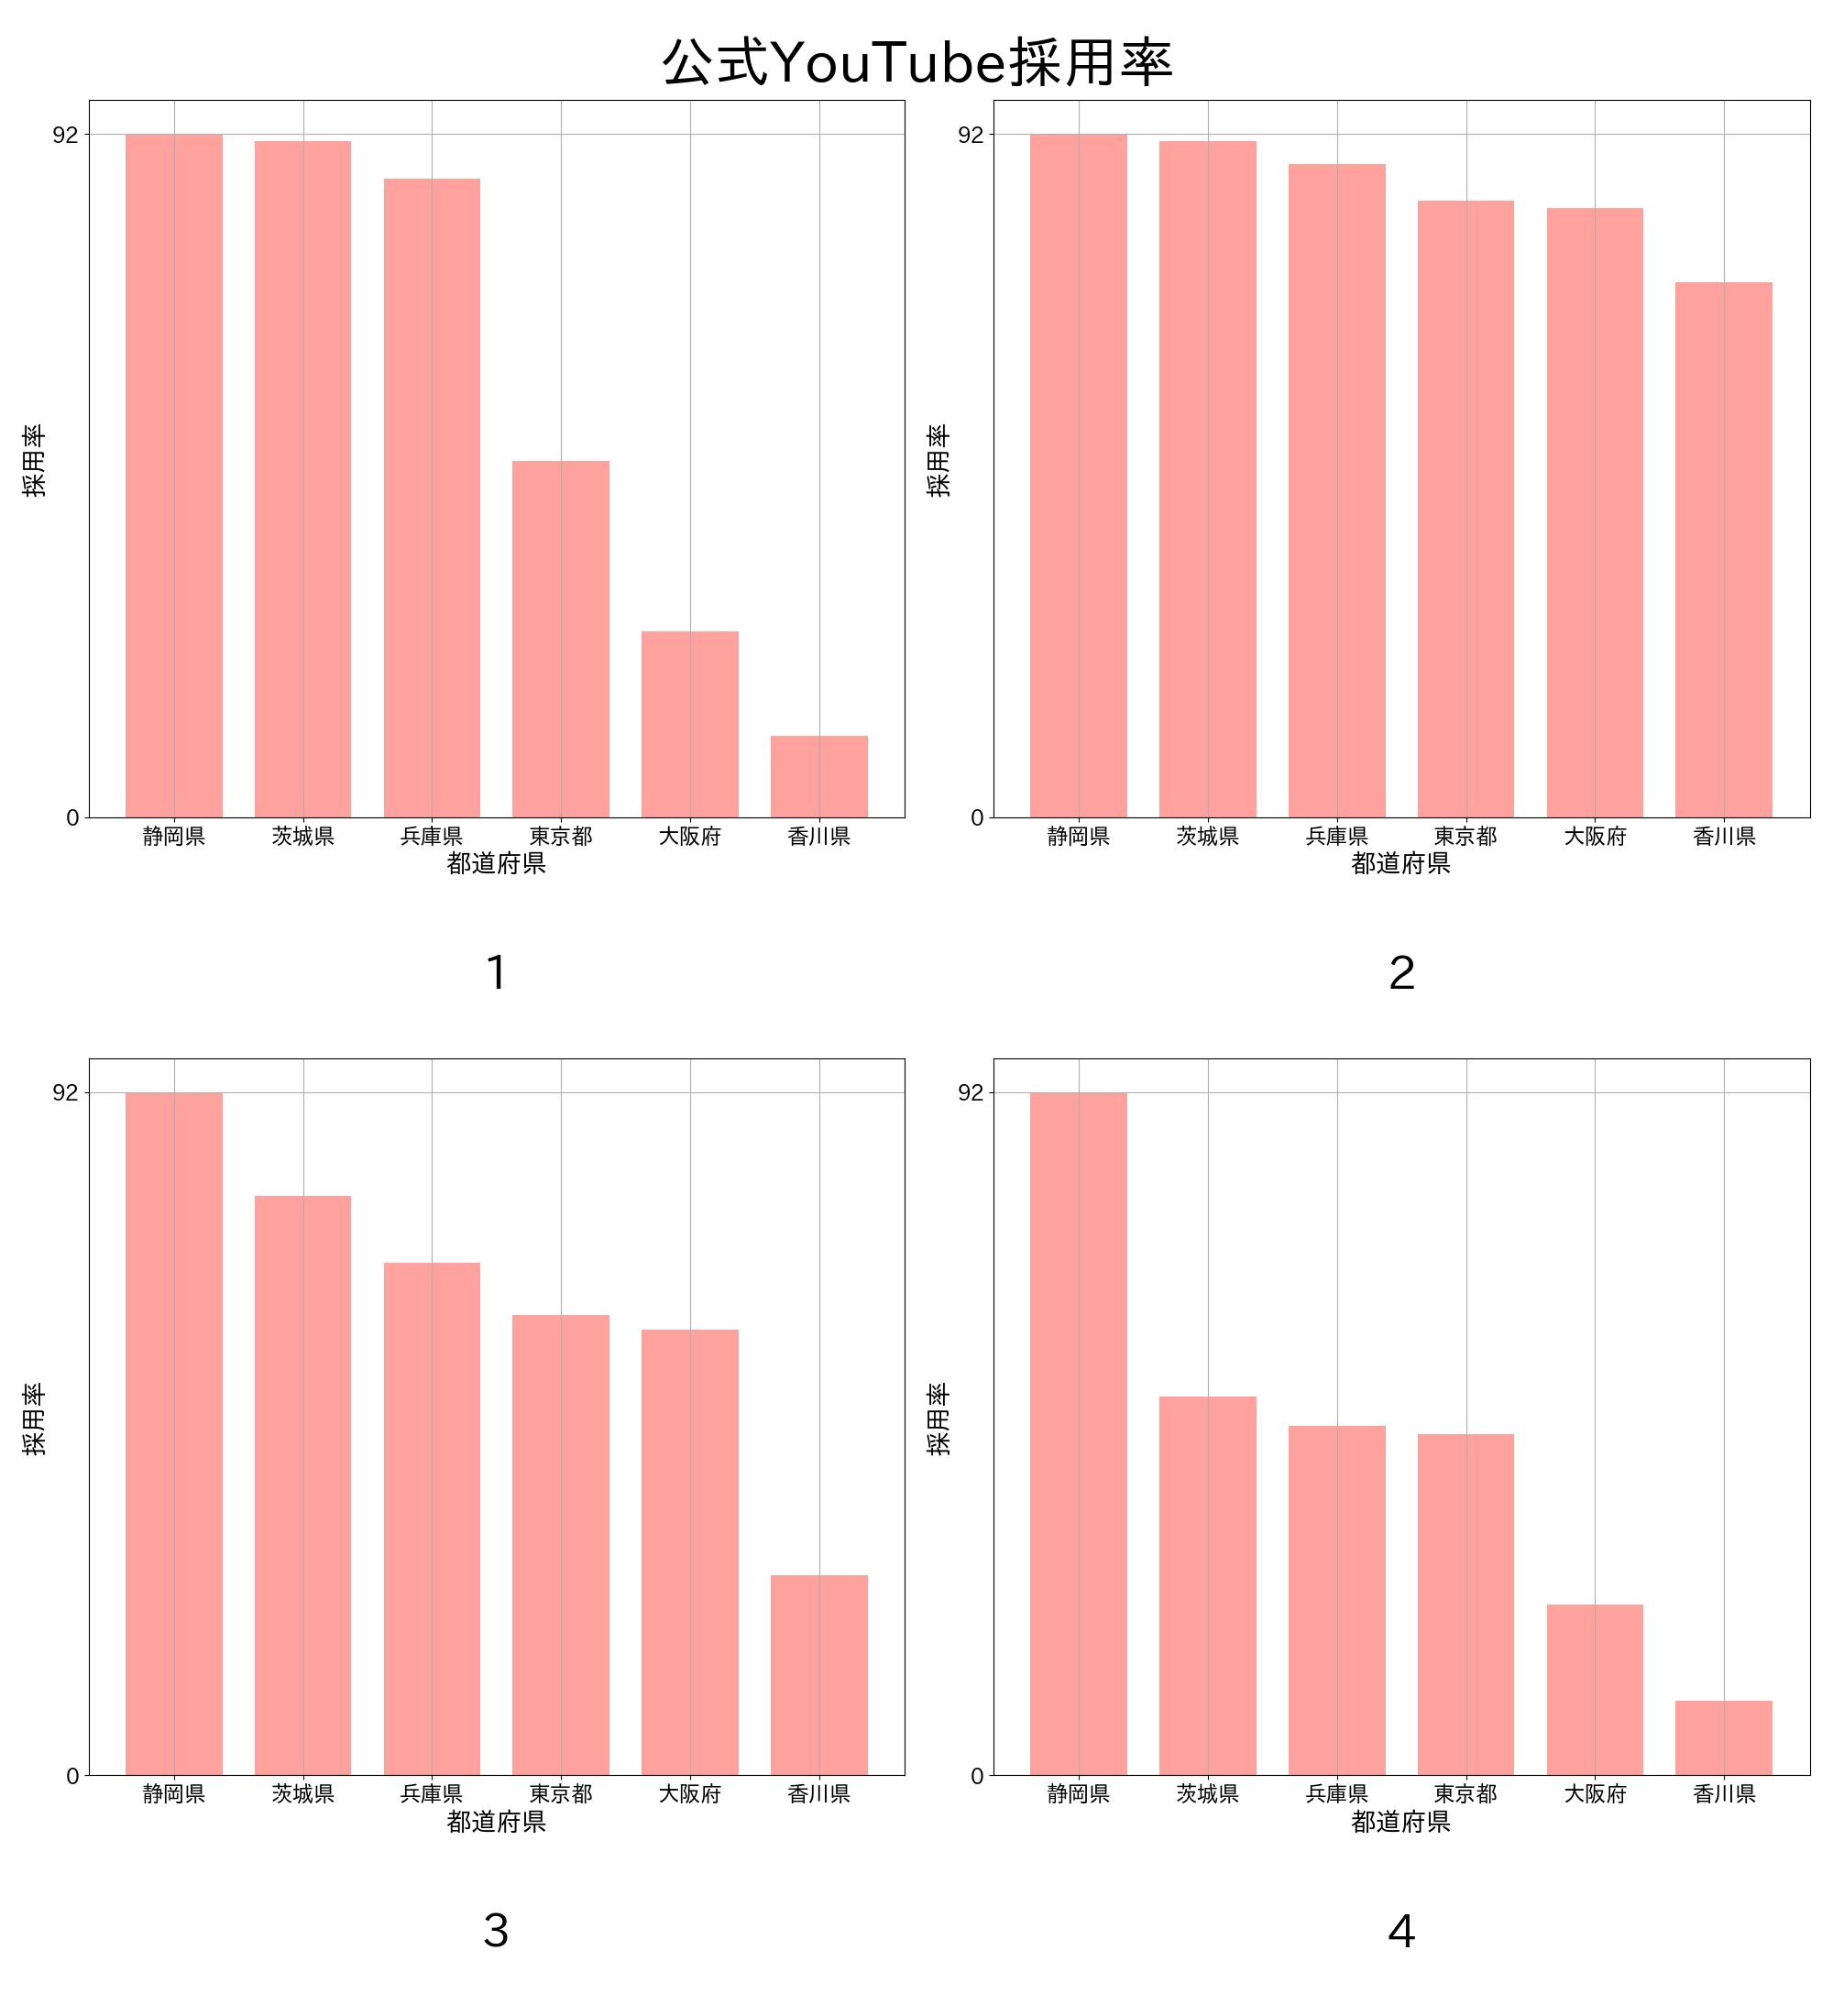 公式YouTube採用率
92
採用率
0
静岡県 茨城県 兵庫県 東京都 大阪府 香川県
都道府県
1
92
採用率
0
静岡県 茨城県 兵庫県 東京都 大阪府 香川県
都道府県
2
92
採用率
0
静岡県 茨城県 兵庫県 東京都 大阪府 香川県
都道府県
3
92
採用率
0
静岡県 茨城県 兵庫県 東京都 大阪府 香川県
都道府県
4